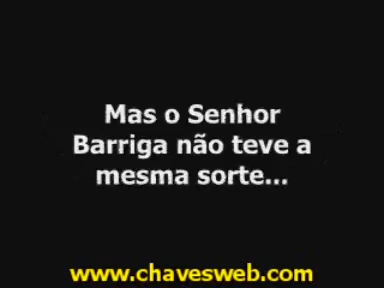 Mas o Senhor
Barriga não teve a
mesma sorte...
www.chavesweb.com